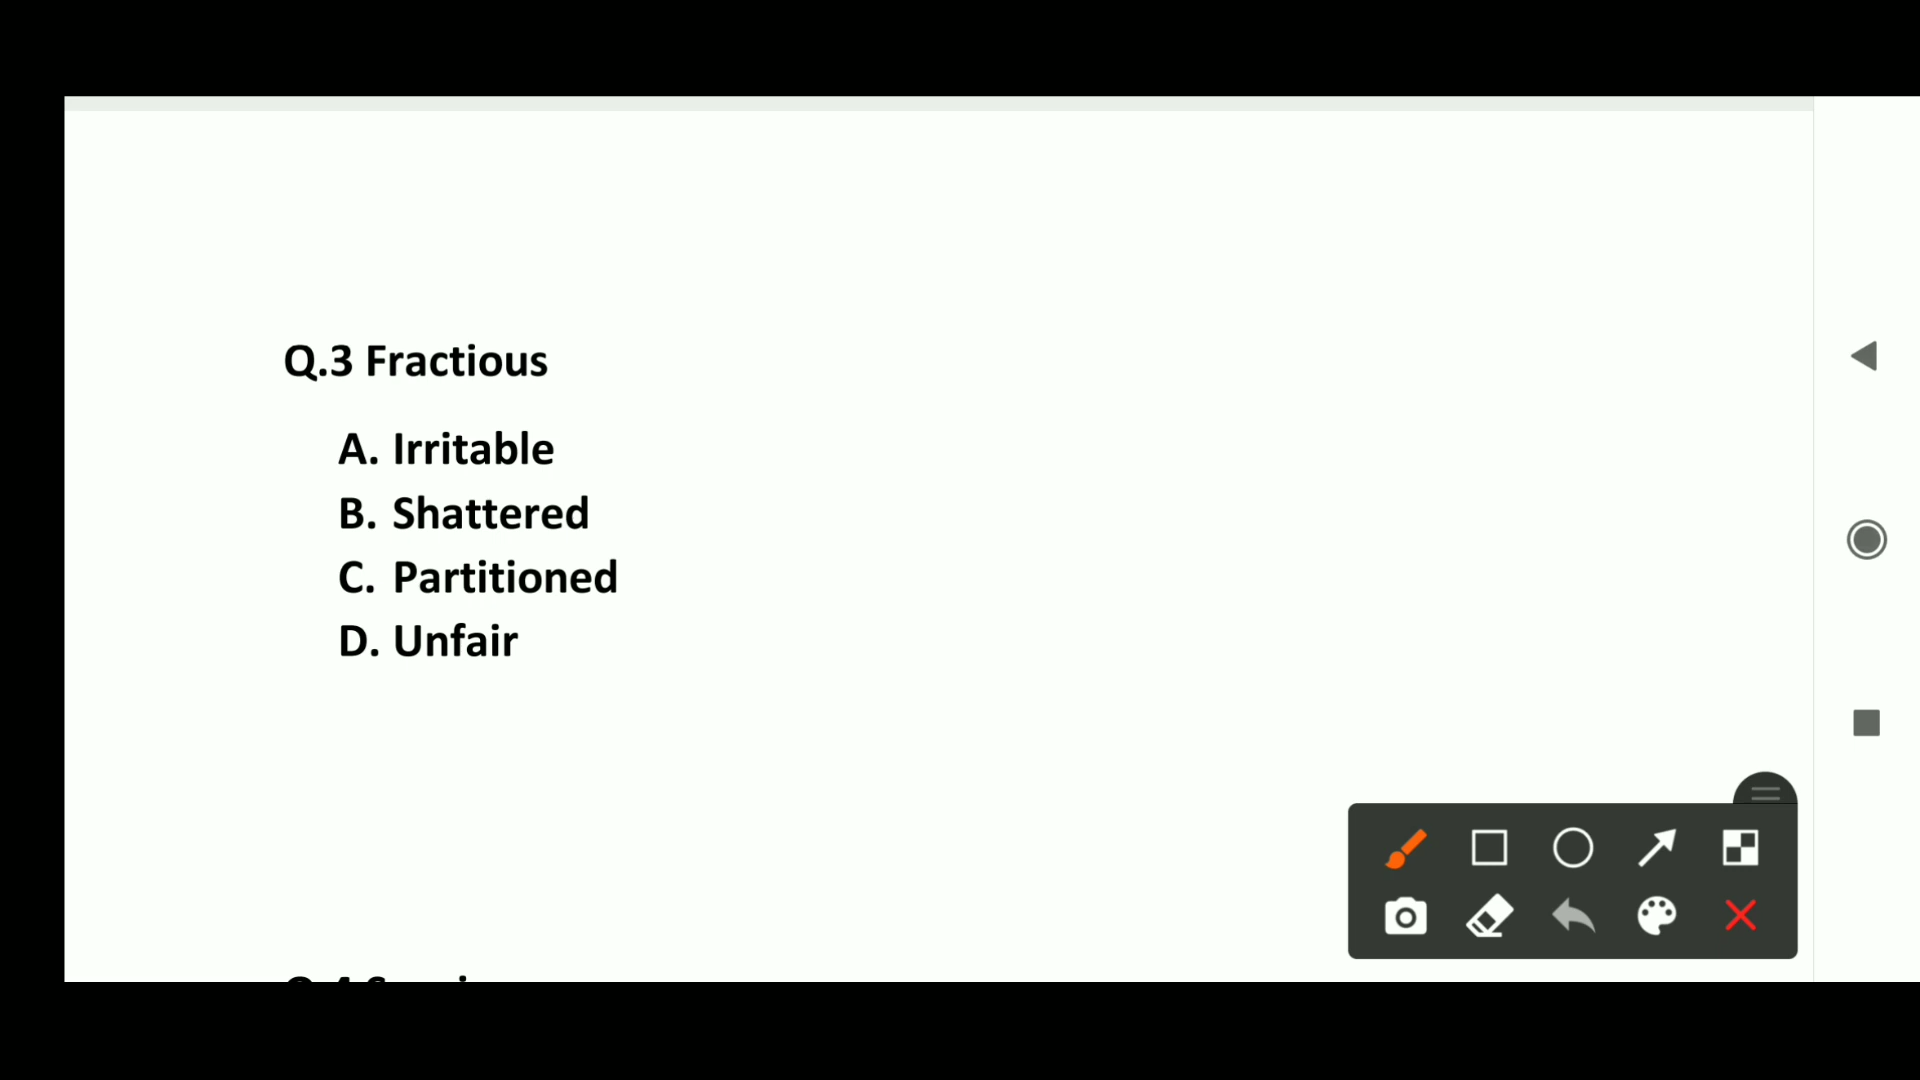 Q.3 Fractious
A. Irritable
B. Shattered
C. Partitioned
D. Unfair